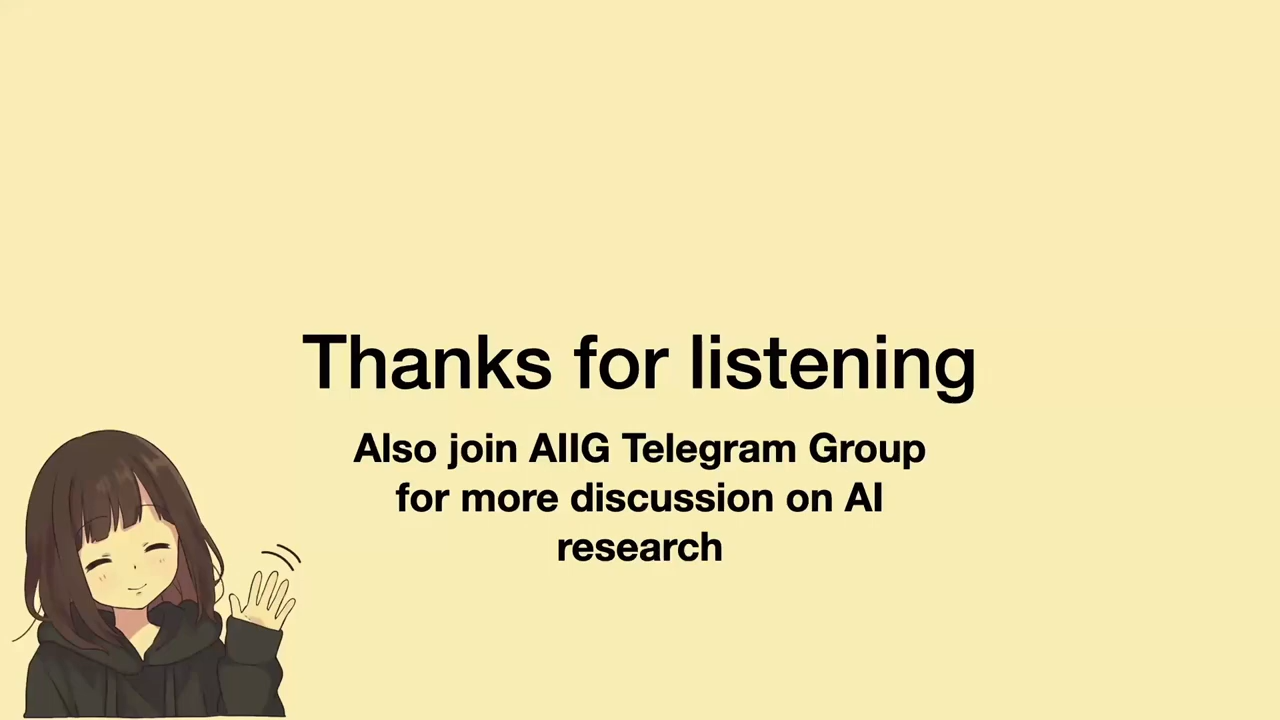 Thanks for listening
Also join AIIG Telegram Group
for more discussion on AI
research